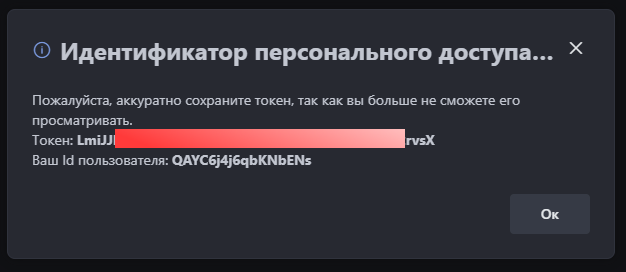 Идентификатор персонального доступа...
Пожалуйста, аккуратно сохраните токен, так как вы больше не сможете его
просматривать.
Токен: LmiJJ rvsX
Ваш Id пользователя: QAYC6j4j6qbKNbENs
Ок